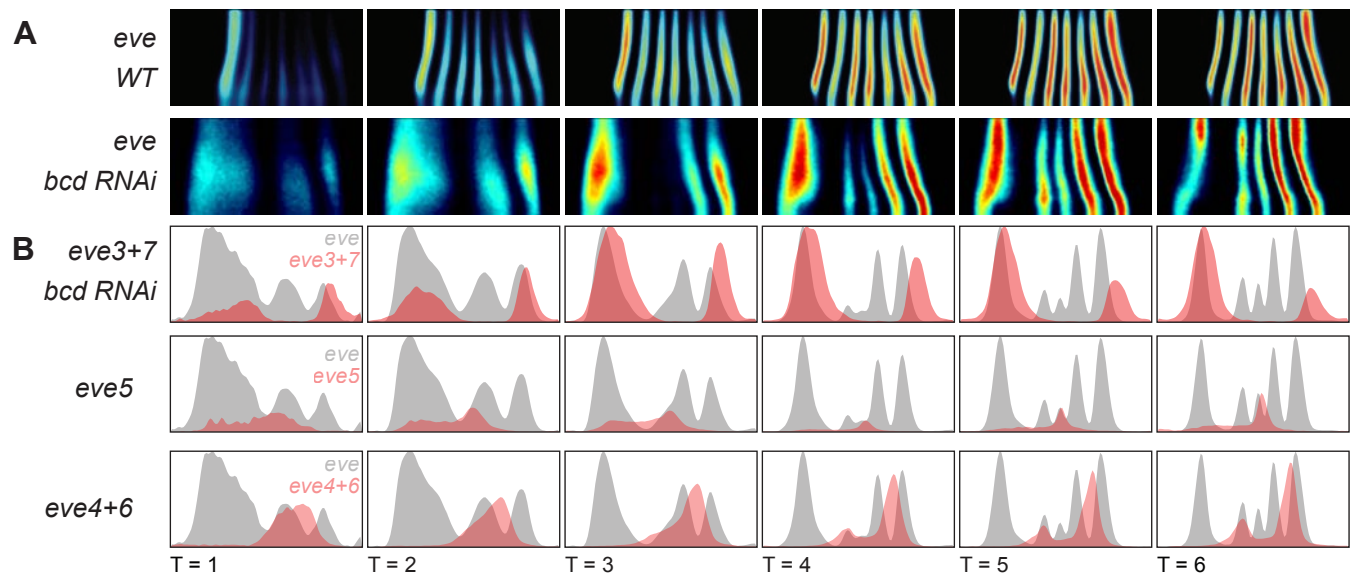 A
eve
WT
eve
bcd RNAi
B
eve3+7
bcd RNAi
eve
eve3+7
eve5
eve
eve5
eve4+6
eve
eve4+6
T = 1
T = 2
T = 3
T = 4
T = 5
T = 6